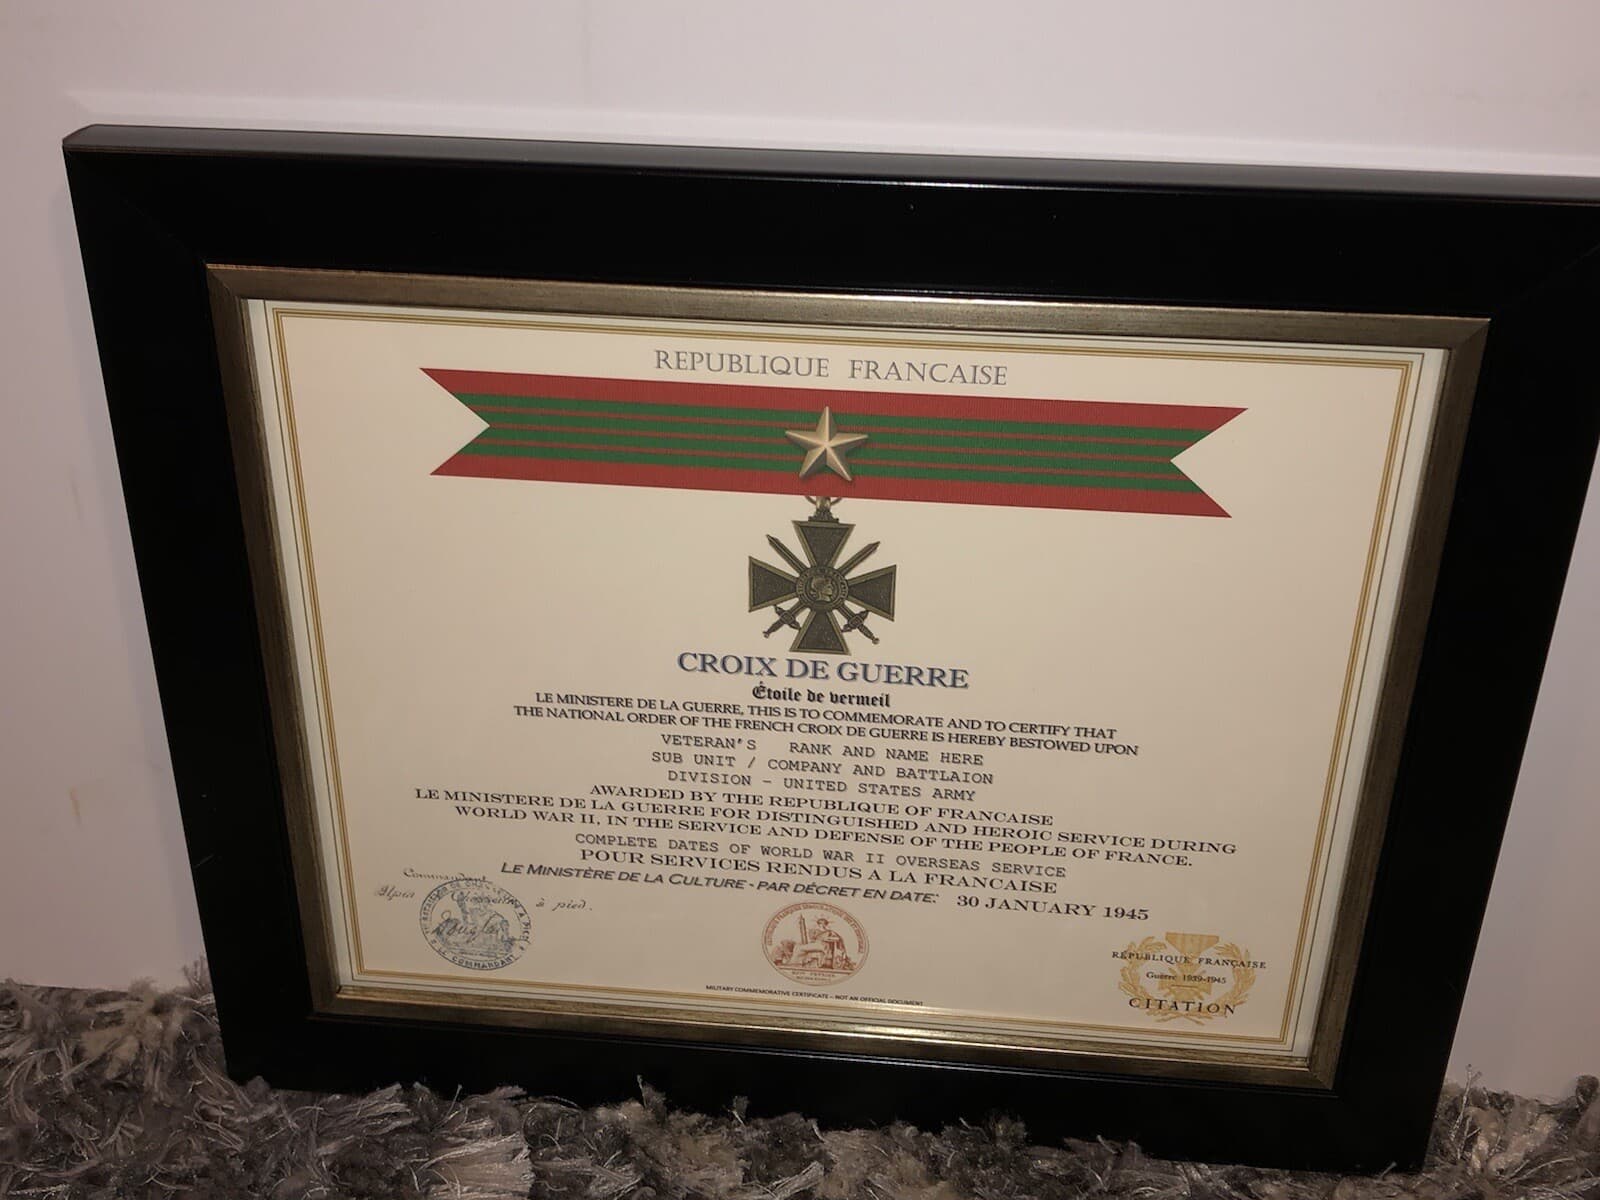 REPUBLIQUE FRANCAISE
CROIX DE GUERRE
Étoile de vermeil
LE MINISTERE DE LA GUERRE, THIS IS TO COMMEMORATE AND TO CERTIFY THAT
THE NATIONAL ORDER OF THE FRENCH CROIX DE GUERRE IS HEREBY BESTOWED UPON
VETERAN'S RANK AND NAME HERE
SUB UNIT / COMPANY AND BATTLAION
DIVISION - UNITED STATES ARMY
AWARDED BY THE REPUBLIQUE OF FRANCAISE
LE MINISTERE DE LA GUERRE FOR DISTINGUISHED AND HEROIC SERVICE DURING
WORLD WAR II, IN THE SERVICE AND DEFENSE OF THE PEOPLE OF FRANCE.
COMPLETE DATES OF WORLD WAR II OVERSEAS SERVICE
POUR SERVICES RENDUS A LA FRANCAISE
LE MINISTÈRE DE LA CULTURE - PAR DÉCRET EN DATE: 30 JANUARY 1945
Commandant
à pied.
LE COMMANDANT
RÉPUBLIQUE FRANÇAISE
Guerre 1939-1945
CITATION
MILITARY COMMEMORATIVE CERTIFICATE – NOT AN OFFICIAL DOCUMENT